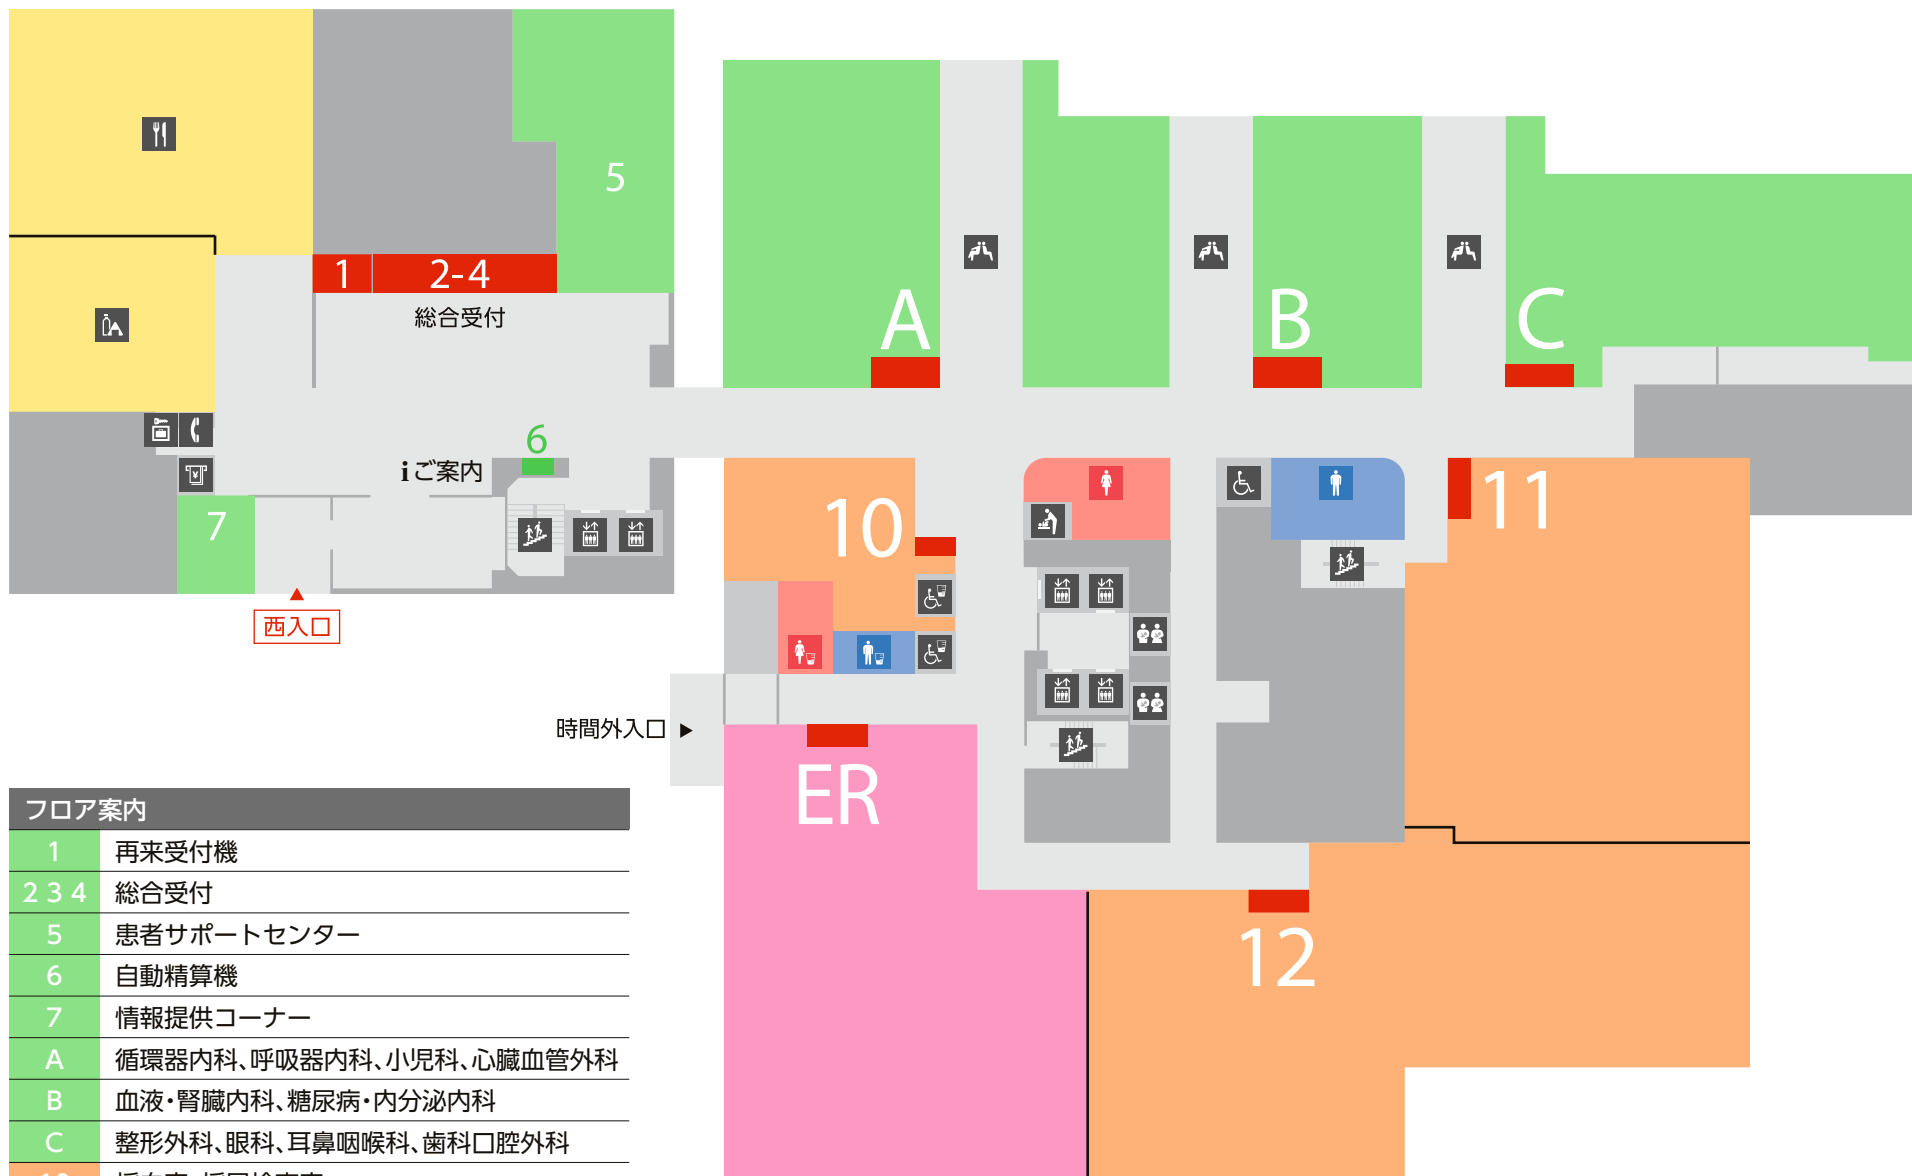 5
1
2-4
総合受付
A
B
C
6
iご案内
7
10
11
西入口
時間外入口
ER
12
フロア案内
1 再来受付機
2 3 4 総合受付
5 患者サポートセンター
6 自動精算機
7 情報提供コーナー
A 循環器内科、呼吸器内科、小児科、心臓血管外科
B 血液・腎臓内科、糖尿病・内分泌内科
C 整形外科、眼科、耳鼻咽喉科、歯科口腔外科